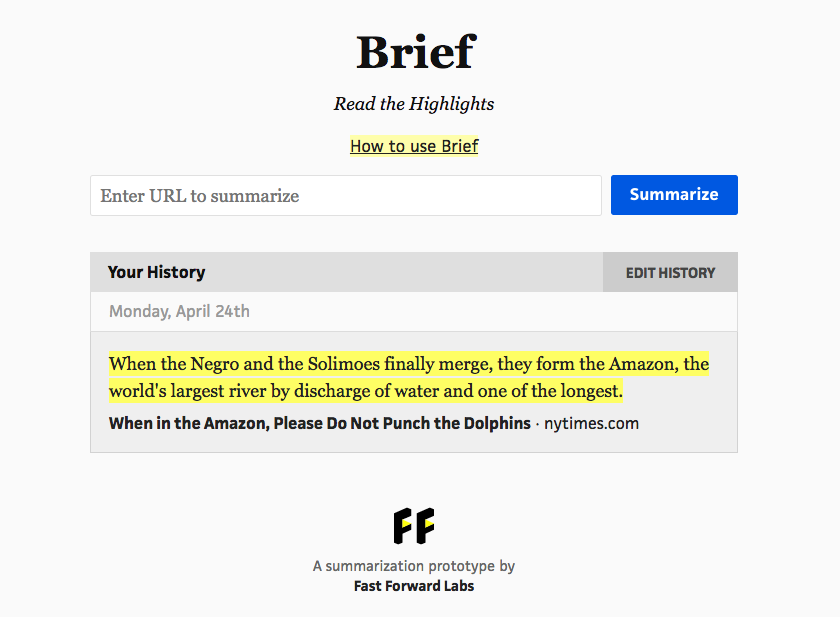 Brief
Read the Highlights
How to use Brief
Enter URL to summarize
Summarize
Your History
EDIT HISTORY
Monday, April 24th
When the Negro and the Solimoes finally merge, they form the Amazon, the
world's largest river by discharge of water and one of the longest.
When in the Amazon, Please Do Not Punch the Dolphins · nytimes.com
FF
A summarization prototype by
Fast Forward Labs